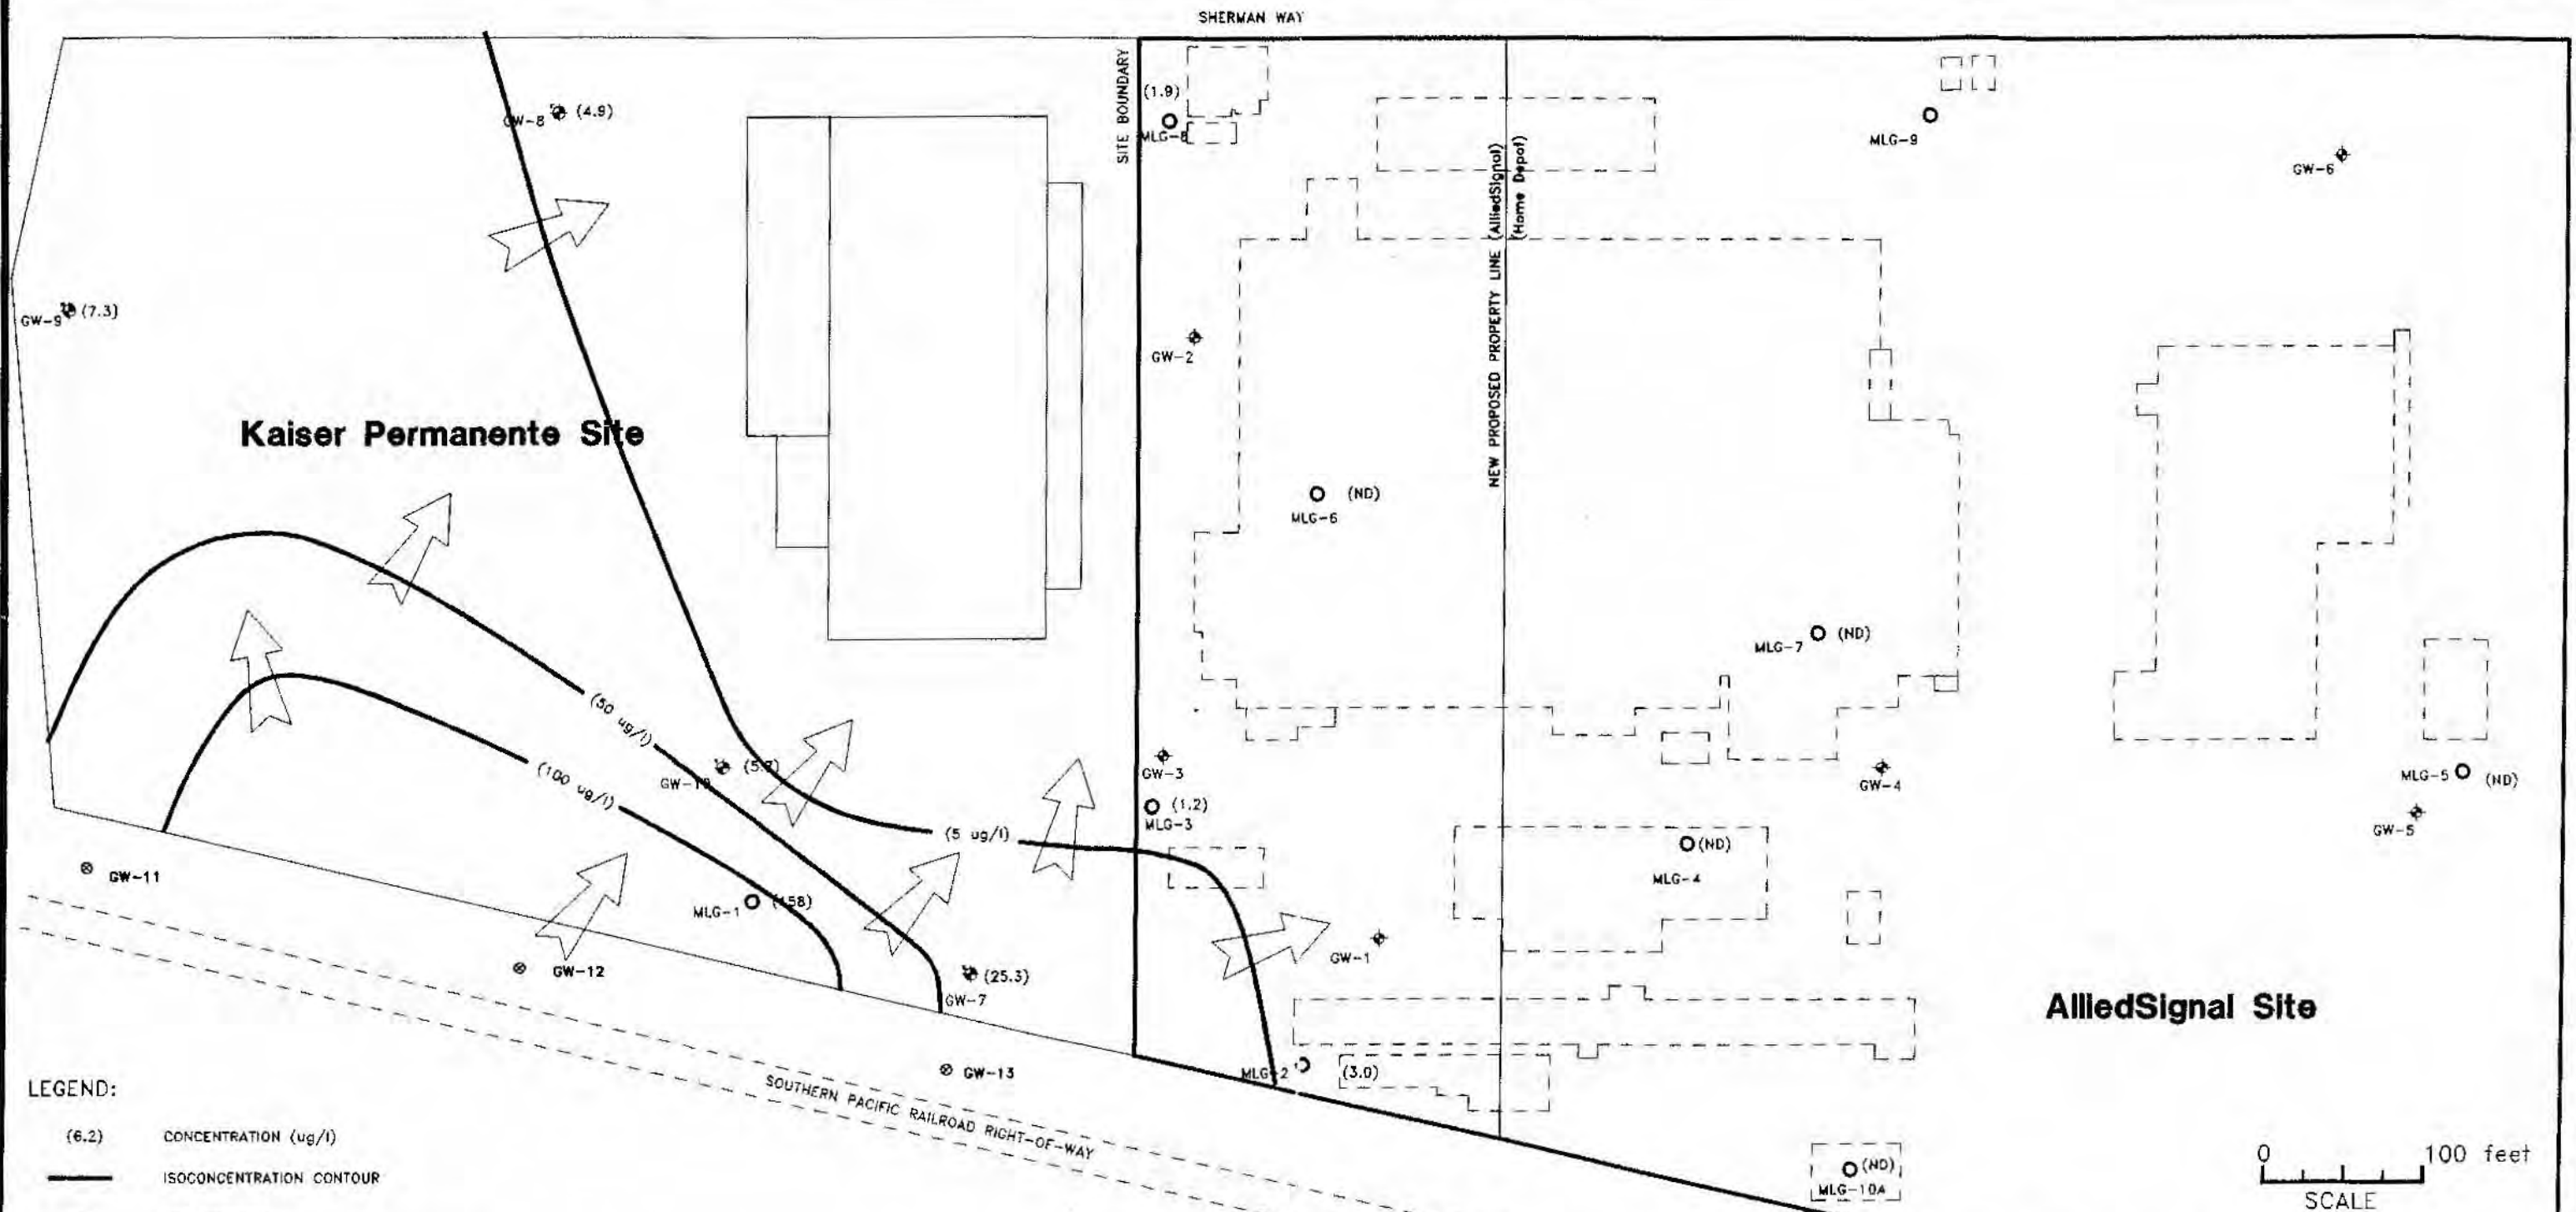 SHERMAN WAY
SITE BOUNDARY
(1.9)
MLG-8
GW-8 (4.9)
MLG-9
GW-6
NEW PROPOSED PROPERTY LINE (AlliedSignal)
(Home Depot)
GW-9 (7.3)
GW-2
Kaiser Permanente Site
(ND)
MLG-6
MLG-7 (ND)
(50 ug/l)
(100 ug/l)
GW-10
GW-3
(1.2)
MLG-3
(5 ug/l)
GW-4
MLG-5 (ND)
GW-5
(ND)
MLG-4
GW-11
MLG-1 (158)
GW-12
(25.3)
GW-7
GW-1
AlliedSignal Site
GW-13
MLG-2 (3.0)
SOUTHERN PACIFIC RAILROAD RIGHT-OF-WAY
(ND)
MLG-10A
LEGEND:
(6.2) CONCENTRATION (ug/l)
ISOCONCENTRATION CONTOUR
0 100 feet
SCALE